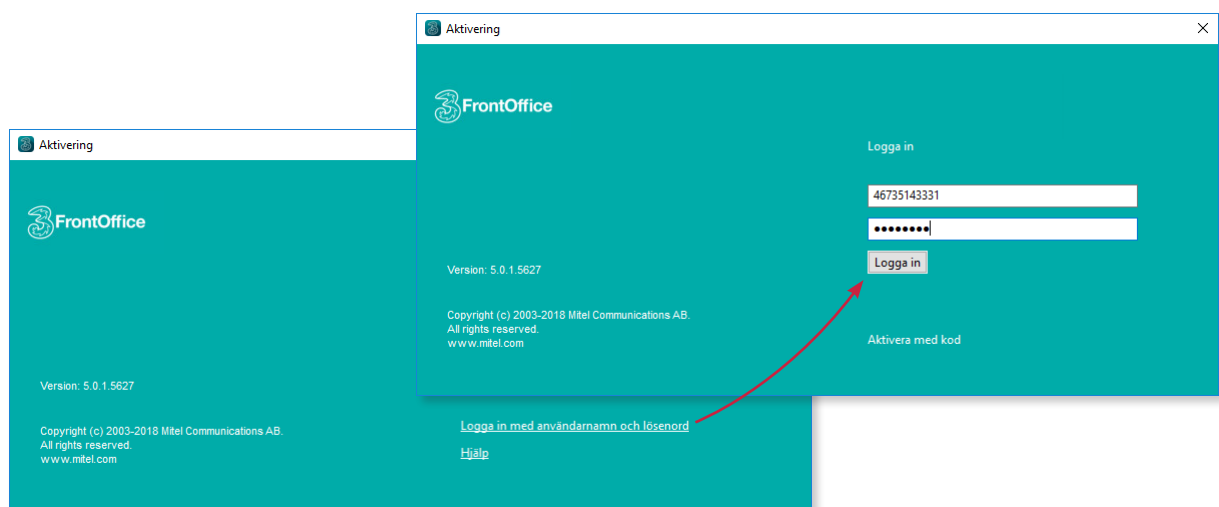 Aktivering
3FrontOffice
Logga in
46735143331
••••••••
Logga in
Version: 5.0.1.5627
Copyright (c) 2003-2018 Mitel Communications AB.
All rights reserved.
www.mitel.com
Aktivera med kod
Aktivering
3FrontOffice
Version: 5.0.1.5627
Copyright (c) 2003-2018 Mitel Communications AB.
All rights reserved.
www.mitel.com
Logga in med användarnamn och lösenord
Hjälp